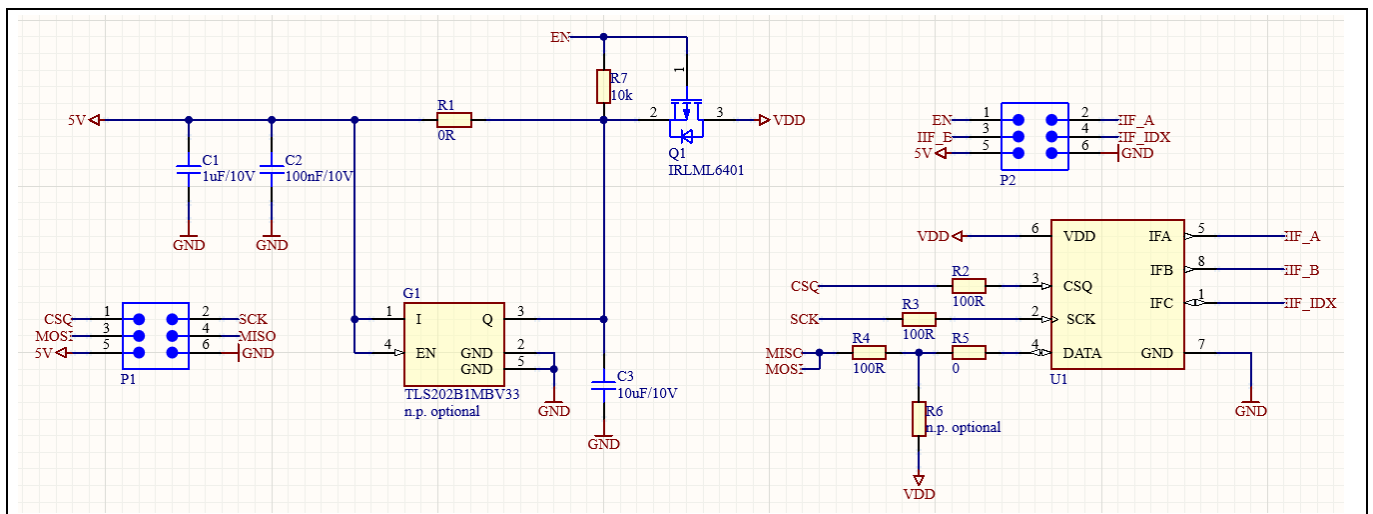 EN
1
R7
10k
R1
0R
5V
2
3
VDD
Q1
IRLML6401
C1
1uF/10V
C2
100nF/10V
GND
GND
EN
1
2
IIF_A
IIF_B
3
4
IIF_IDX
5V
5
6
GND
P2
CSQ
1
2
SCK
MOSI
3
4
MISO
5V
5
6
GND
P1
G1
1
I
Q
3
4
EN
GND
2
GND
5
TLS202B1MBV33
n.p. optional
GND
C3
10uF/10V
GND
VDD
6
VDD
IFA
5
IIF_A
IFB
8
IIF_B
CSQ
R2
100R
3
CSQ
IFC
1
IIF_IDX
SCK
R3
100R
2
SCK
MISO
MOSI
R4
100R
R5
0
4
DATA
GND
7
U1
GND
R6
n.p. optional
VDD